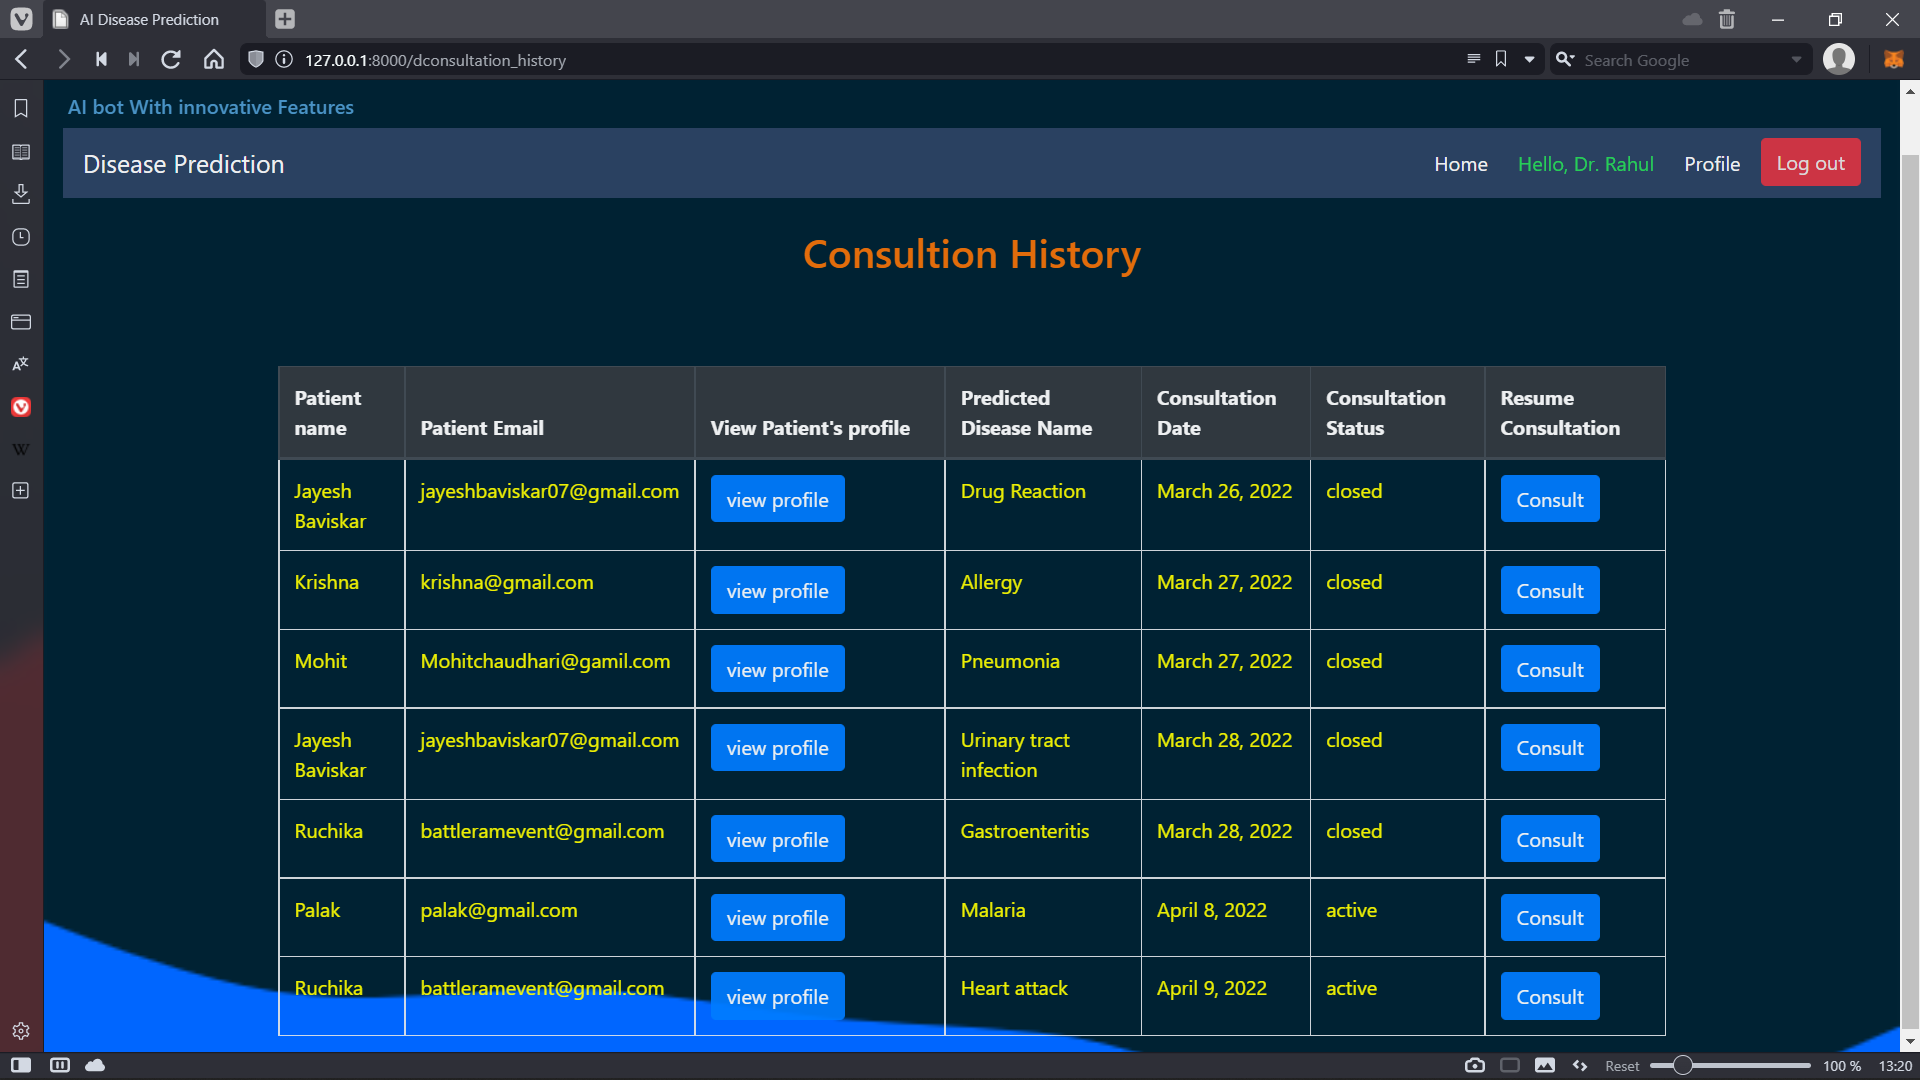 AI Disease Prediction
127.0.0.1:8000/dconsultation_history
Search Google
AI bot With innovative Features
Disease Prediction
Home
Hello, Dr. Rahul
Profile
Log out
Consultion History
Patient name
Patient Email
View Patient's profile
Predicted Disease Name
Consultation Date
Consultation Status
Resume Consultation
Jayesh Baviskar
jayeshbaviskar07@gmail.com
view profile
Drug Reaction
March 26, 2022
closed
Consult
Krishna
krishna@gmail.com
view profile
Allergy
March 27, 2022
closed
Consult
Mohit
Mohitchaudhari@gamil.com
view profile
Pneumonia
March 27, 2022
closed
Consult
Jayesh Baviskar
jayeshbaviskar07@gmail.com
view profile
Urinary tract infection
March 28, 2022
closed
Consult
Ruchika
battleramevent@gmail.com
view profile
Gastroenteritis
March 28, 2022
closed
Consult
Palak
palak@gmail.com
view profile
Malaria
April 8, 2022
active
Consult
Ruchika
battleramevent@gmail.com
view profile
Heart attack
April 9, 2022
active
Consult
Reset
100 %
13:20